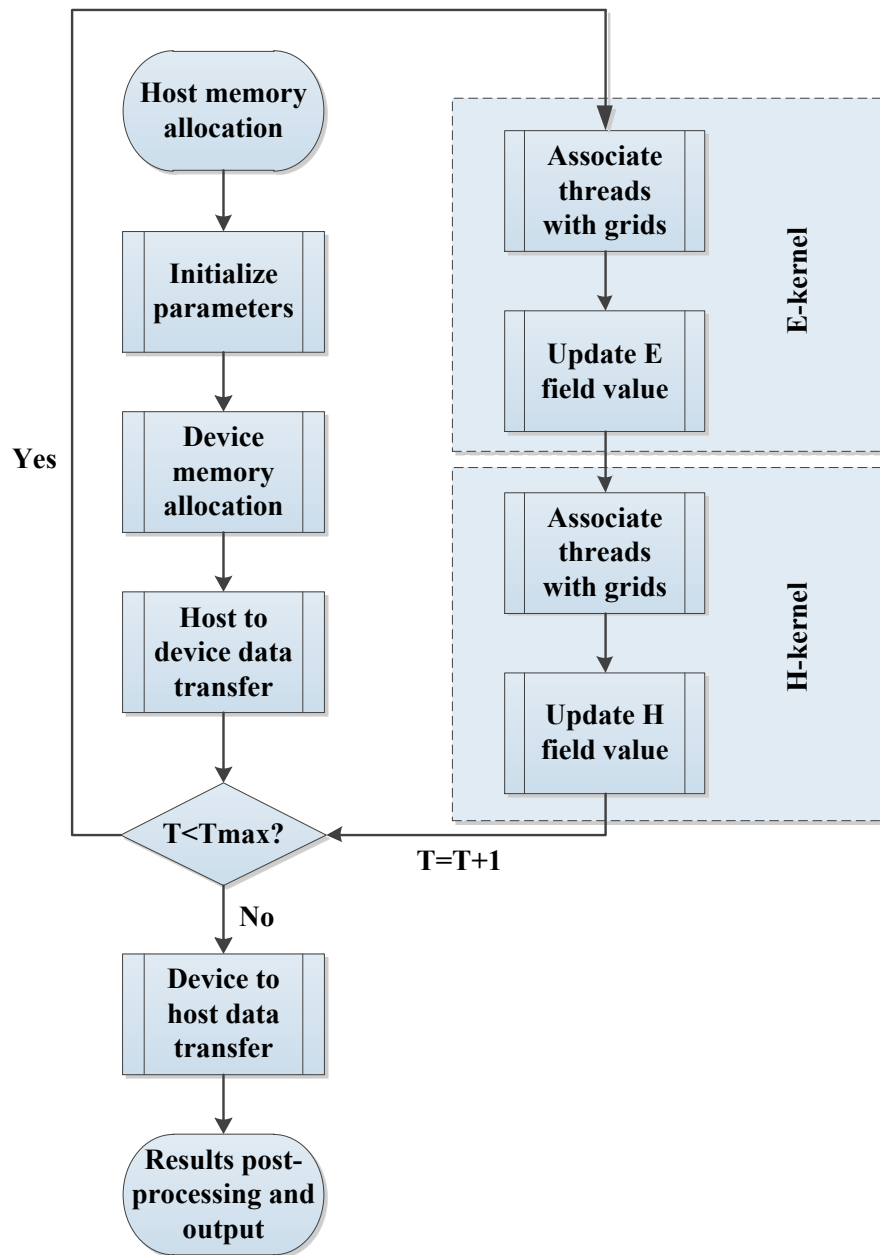 Host memory
allocation
Initialize
parameters
Device
memory
allocation
Host to
device data
transfer
T<Tmax?
Yes
No
Device to
host data
transfer
Results post-
processing and
output
Associate
threads
with grids
Update E
field value
E-kernel
Associate
threads
with grids
Update H
field value
H-kernel
T=T+1